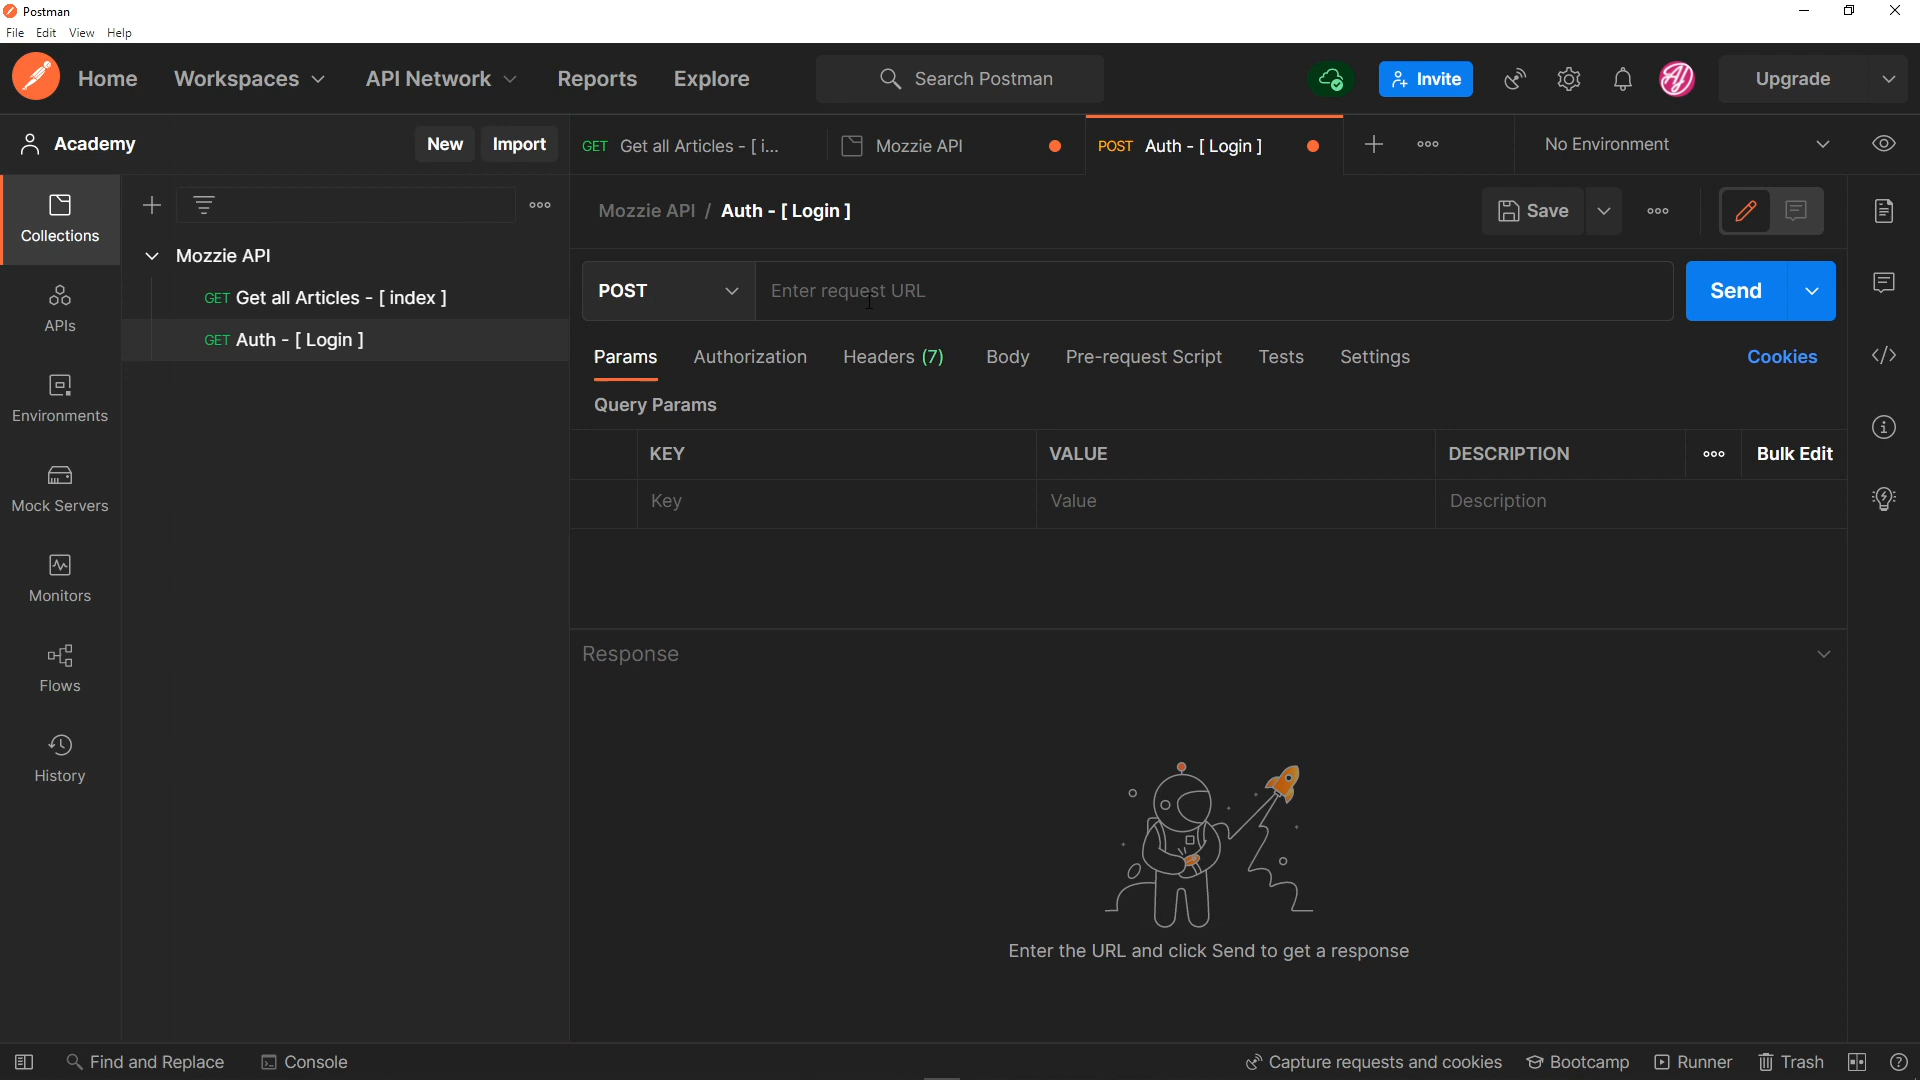 Postman
File Edit View Help
Home Workspaces API Network Reports Explore Search Postman Invite Upgrade
Academy New Import GET Get all Articles - [ i... Mozzie API POST Auth - [ Login ] No Environment
Mozzie API / Auth - [ Login ] Save
Collections
Mozzie API
GET Get all Articles - [ index ]
GET Auth - [ Login ]
APIs
Environments
Mock Servers
Monitors
Flows
History
POST Enter request URL Send
Params Authorization Headers (7) Body Pre-request Script Tests Settings Cookies
Query Params
KEY VALUE DESCRIPTION Bulk Edit
Key Value Description
Response
Enter the URL and click Send to get a response
Find and Replace Console Capture requests and cookies Bootcamp Runner Trash